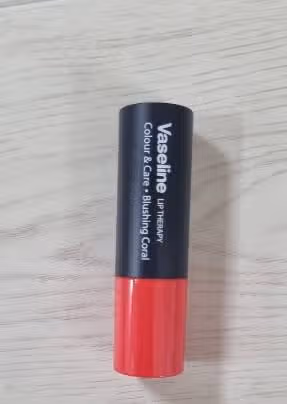 Vaseline LIP THERAPY
Colour & Care • Blushing Coral